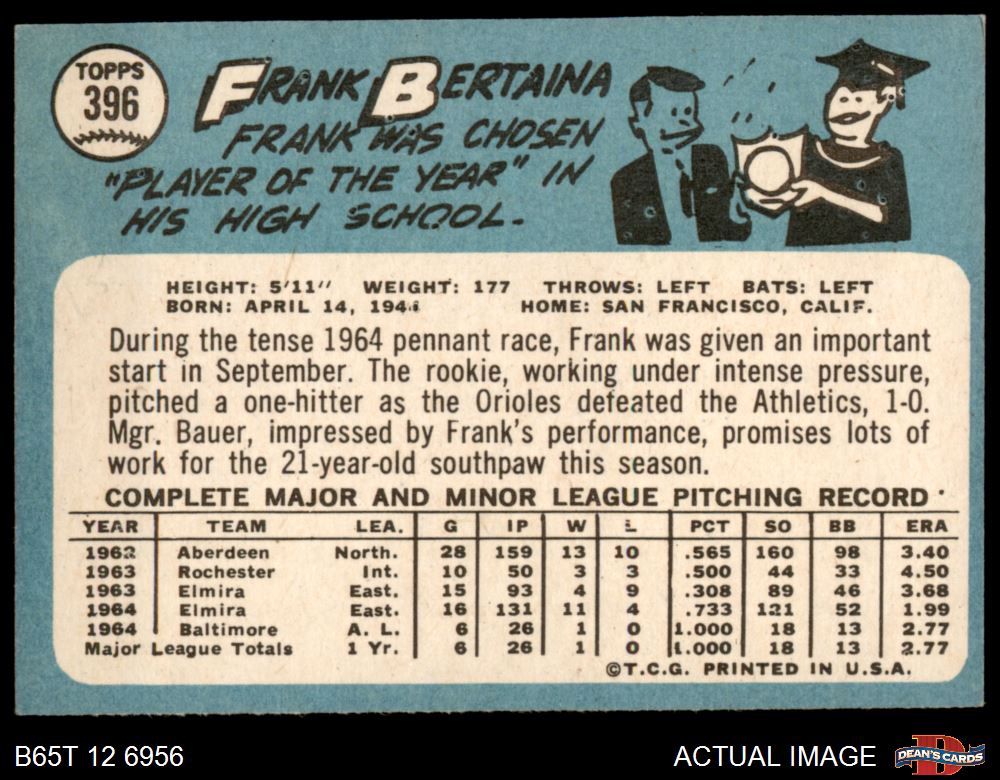 TOPPS
396
FRANK BERTAINA
FRANK WAS CHOSEN
"PLAYER OF THE YEAR" IN
HIS HIGH SCHOOL.
HEIGHT: 5'11" WEIGHT: 177 THROWS: LEFT BATS: LEFT
BORN: APRIL 14, HOME: SAN FRANCISCO, CALIF.
During the tense 1964 pennant race, Frank was given an important
start in September. The rookie, working under intense pressure,
pitched a one-hitter as the Orioles defeated the Athletics, 1-0.
Mgr. Bauer, impressed by Frank's performance, promises lots of
work for the 21-year-old southpaw this season.
COMPLETE MAJOR AND MINOR LEAGUE PITCHING RECORD
YEAR TEAM LEA. G IP W L PCT SO BB ERA
1962 Aberdeen North. 28 159 13 10 .565 160 98 3.40
1963 Rochester Int. 10 50 3 3 .500 44 33 4.50
1963 Elmira East. 15 93 4 9 .308 89 46 3.68
1964 Elmira East. 16 131 11 4 .733 121 52 1.99
1964 Baltimore A. L. 6 26 1 0 1.000 18 13 2.77
Major League Totals 1 Yr. 6 26 1 0 1.000 18 13 2.77
©T.C.G. PRINTED IN U.S.A.
B65T 12 6956 ACTUAL IMAGE
D
DEAN'S CARDS